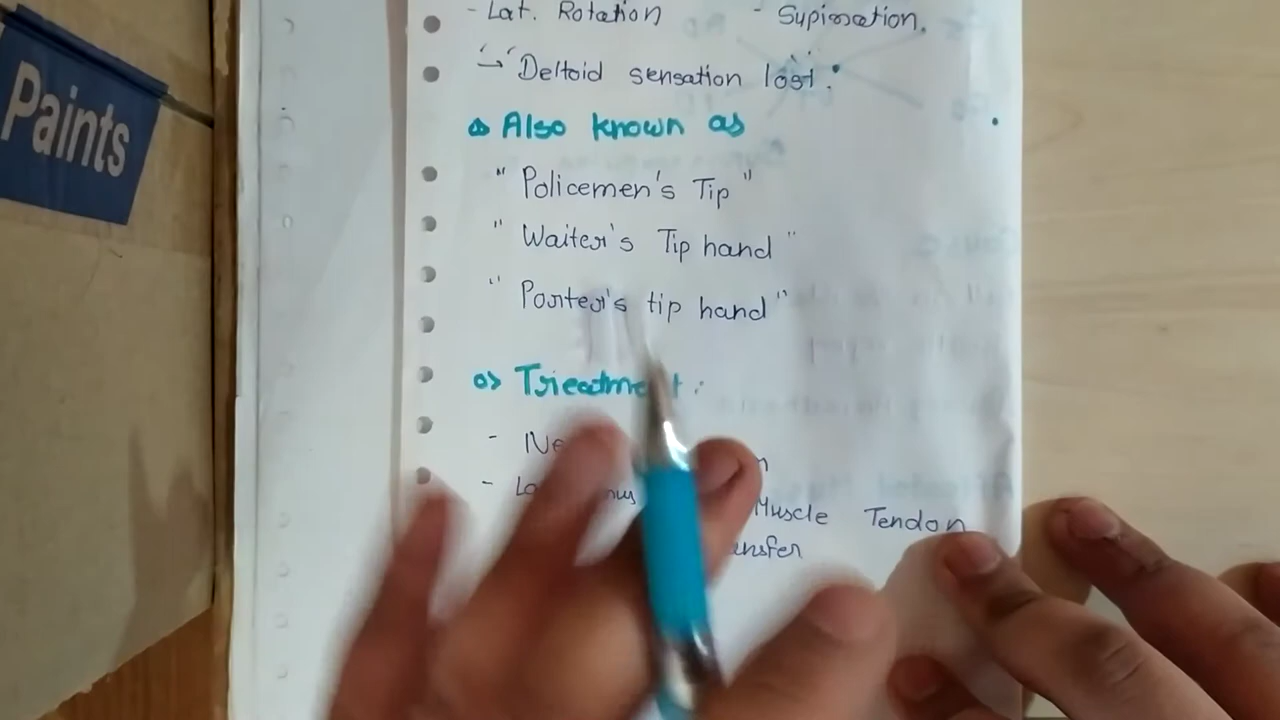 Paints
- Lat. Rotation - Supination.
↳ Deltoid sensation lost.
Also known as
" Policemen's Tip "
" Waiter's Tip hand "
" Porter's tip hand "
Treatment:
-
-
Muscle Tendon